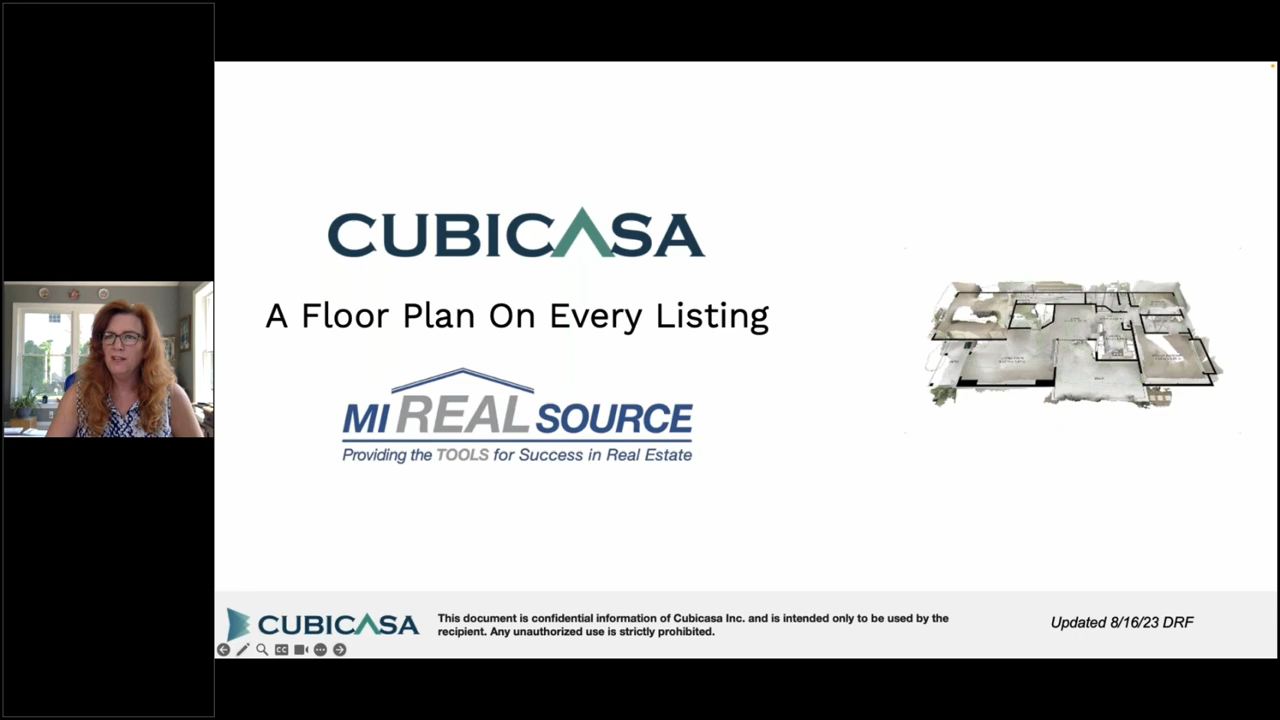 CUBICASA
A Floor Plan On Every Listing
MI REAL SOURCE
Providing the TOOLS for Success in Real Estate
CUBICASA
This document is confidential information of Cubicasa Inc. and is intended only to be used by the
recipient. Any unauthorized use is strictly prohibited.
Updated 8/16/23 DRF
CC